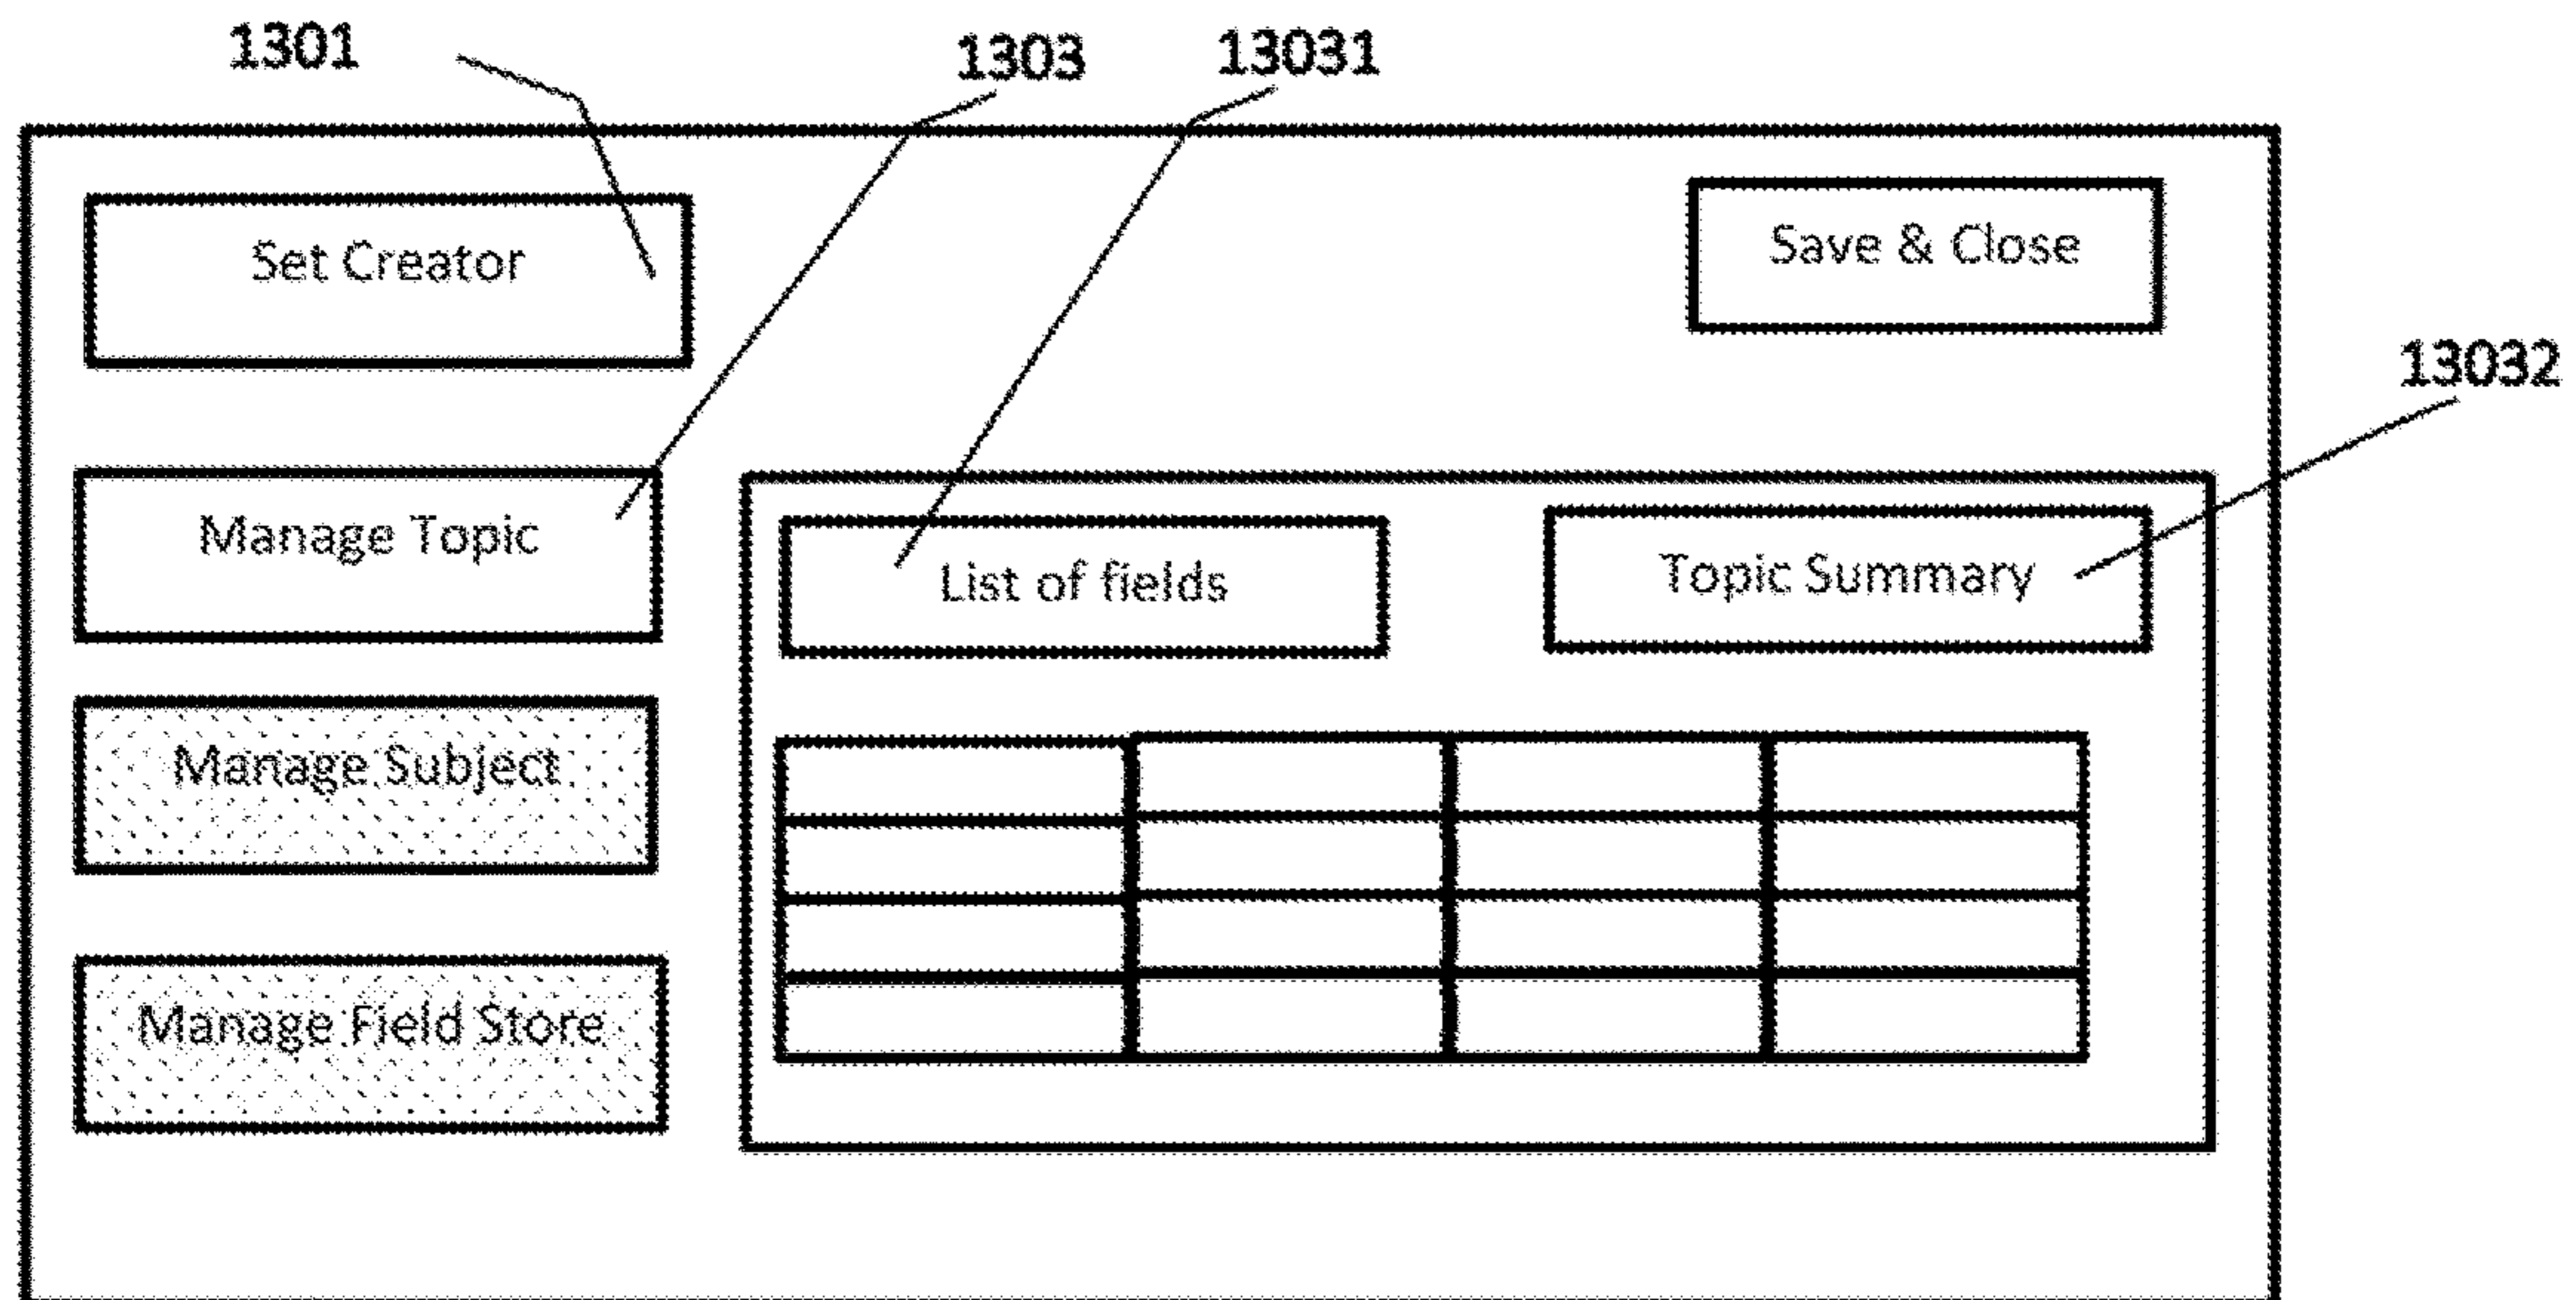 1301
1303
13031
Set Creator
Save & Close
13032
Manage Topic
List of fields
Topic Summary
Manage Subject
Manage Field Store